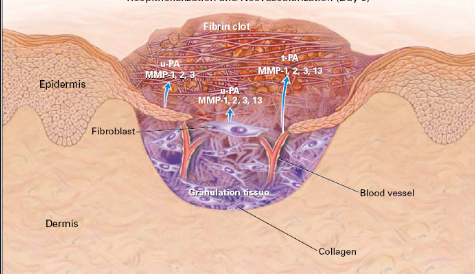 Fibrin clot
u-PA
MMP-1, 2, 3
t-PA
MMP-1, 2, 3, 13
u-PA
MMP-1, 2, 3, 13
Epidermis
Fibroblast
Granulation tissue
Blood vessel
Dermis
Collagen